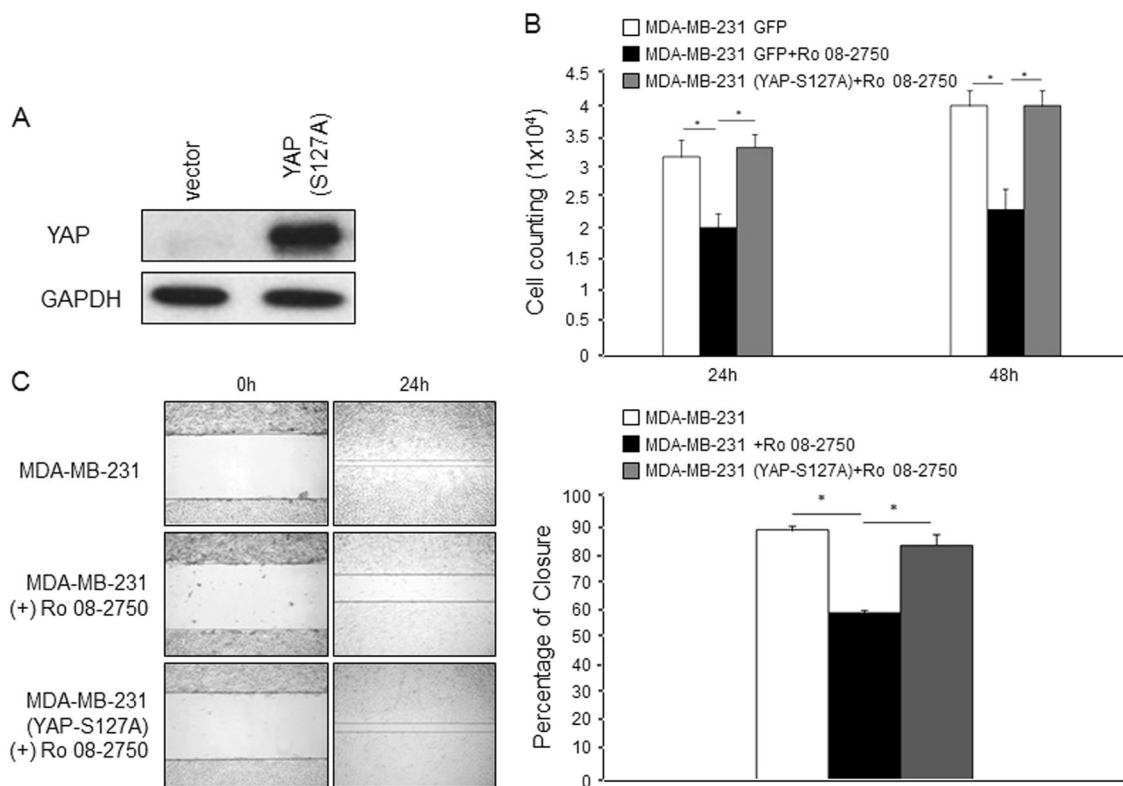 A
vector
YAP
(S127A)
YAP
GAPDH
B
MDA-MB-231 GFP
MDA-MB-231 GFP+Ro 08-2750
MDA-MB-231 (YAP-S127A)+Ro 08-2750
Cell counting (1x10⁴)
4.5
4
3.5
3
2.5
2
1.5
1
0.5
0
* *
* *
24h
48h
C
0h
24h
MDA-MB-231
MDA-MB-231
(+) Ro 08-2750
MDA-MB-231
(YAP-S127A)
(+) Ro 08-2750
MDA-MB-231
MDA-MB-231 +Ro 08-2750
MDA-MB-231 (YAP-S127A)+Ro 08-2750
Percentage of Closure
100
90
80
70
60
50
40
30
20
10
0
* *